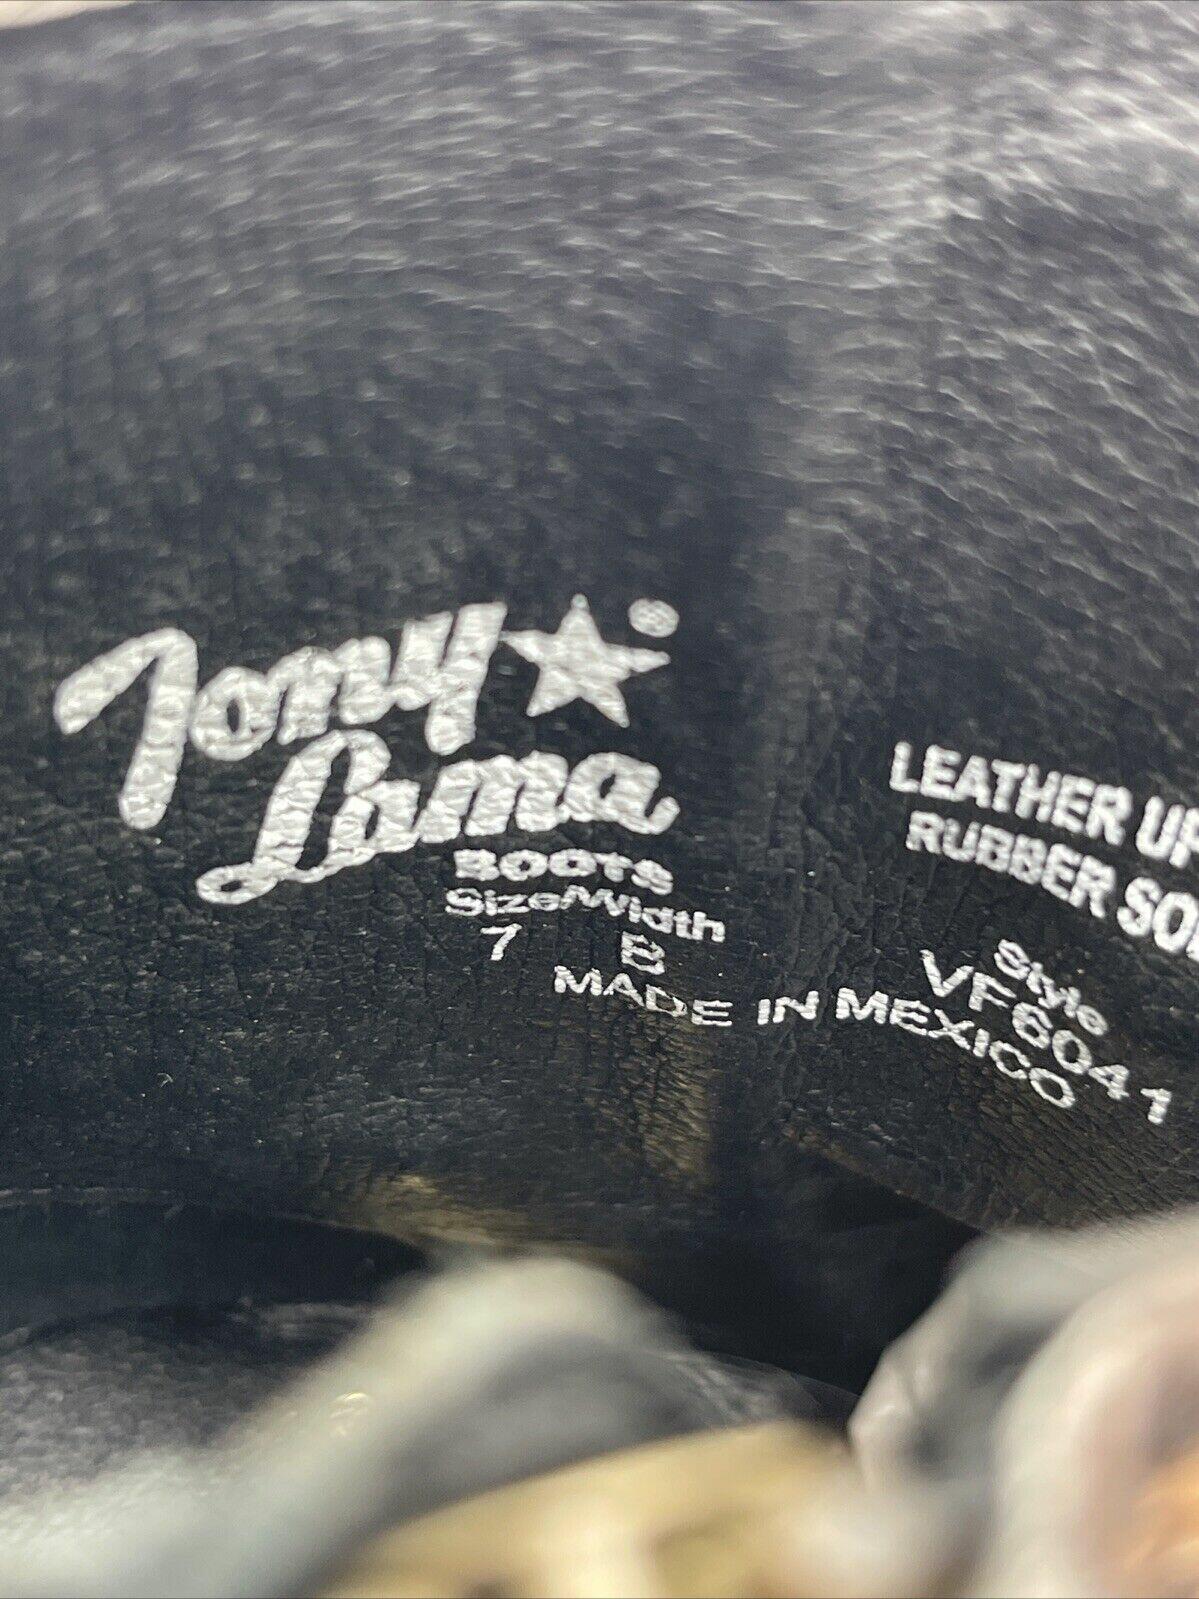 Tony ®
Lama
BOOTS
Size/Width
7 B
MADE IN MEXICO
LEATHER UP
RUBBER SO
Style
VF6041